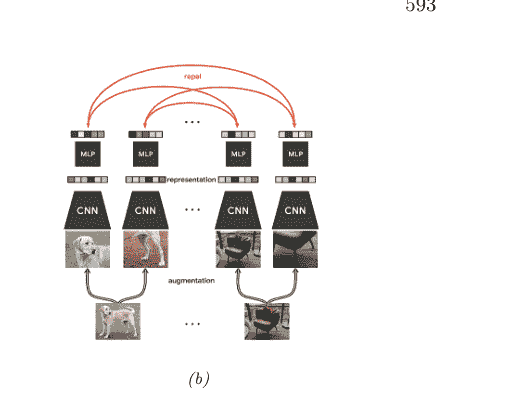 593
repel
...
MLP MLP MLP MLP
representation
CNN CNN ... CNN CNN
augmentation
...
(b)